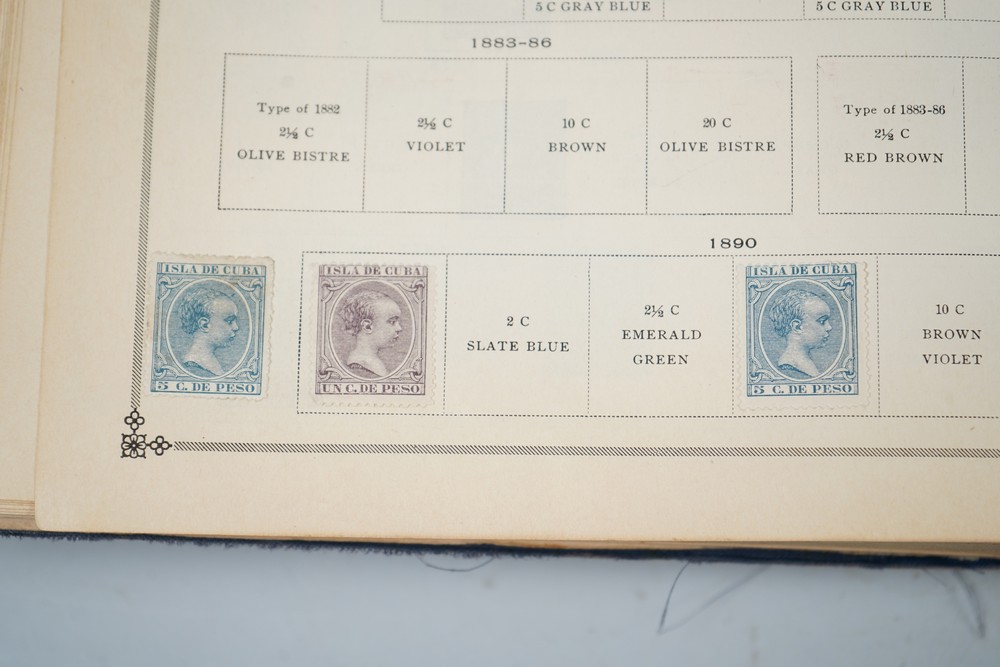 5 C GRAY BLUE
5 C GRAY BLUE
1883-86
Type of 1882
2½ C
OLIVE BISTRE
2½ C
VIOLET
10 C
BROWN
20 C
OLIVE BISTRE
Type of 1883-86
2½ C
RED BROWN
1890
ISLA DE CUBA
5 C. DE PESO
ISLA DE CUBA
UN C. DE PESO
2 C
SLATE BLUE
2½ C
EMERALD
GREEN
ISLA DE CUBA
5 C. DE PESO
10 C
BROWN
VIOLET